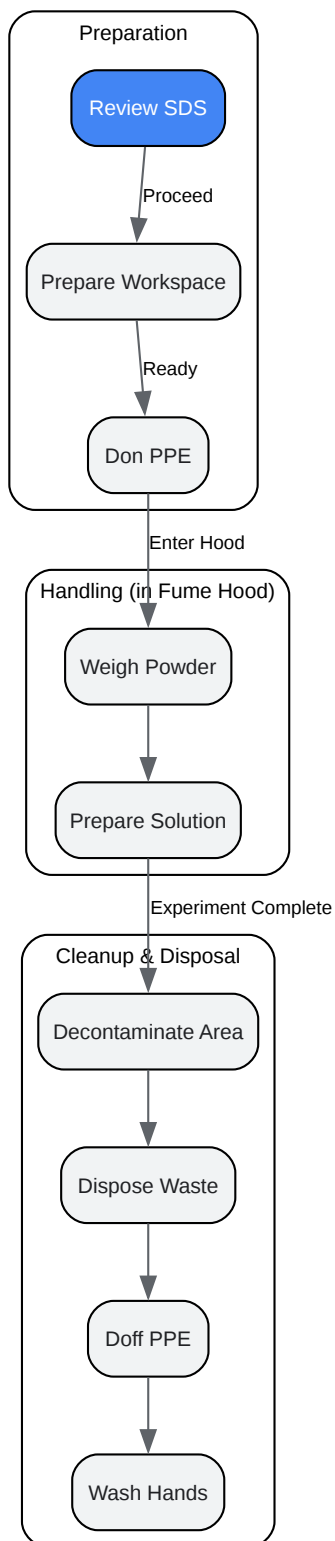 Preparation
Review SDS
Proceed
Prepare Workspace
Ready
Don PPE
Enter Hood
Handling (in Fume Hood)
Weigh Powder
Prepare Solution
Experiment Complete
Cleanup & Disposal
Decontaminate Area
Dispose Waste
Doff PPE
Wash Hands